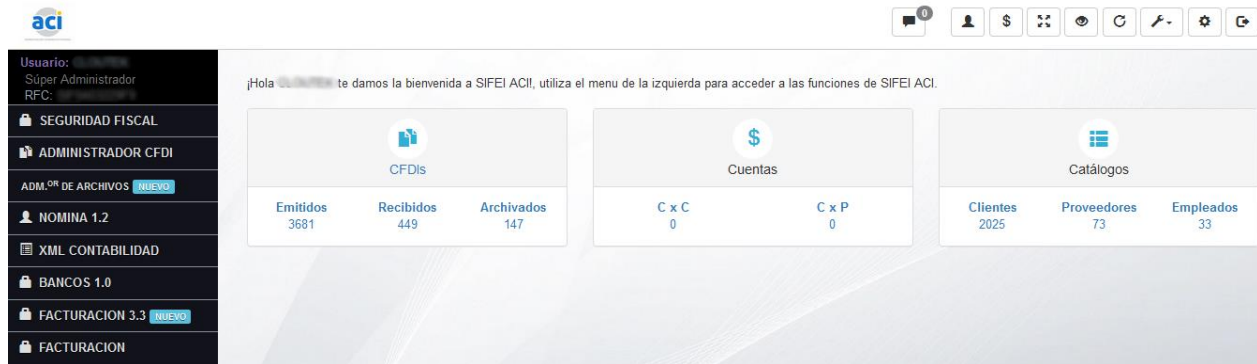 aci
0
$
Usuario:
Súper Administrador
RFC:
SEGURIDAD FISCAL
ADMINISTRADOR CFDI
ADM.OR DE ARCHIVOS NUEVO
NOMINA 1.2
XML CONTABILIDAD
BANCOS 1.0
FACTURACION 3.3 NUEVO
FACTURACION
¡Hola te damos la bienvenida a SIFEI ACI!, utiliza el menu de la izquierda para acceder a las funciones de SIFEI ACI.
CFDIs
Emitidos Recibidos Archivados
3681 449 147
$
Cuentas
C x C C x P
0 0
Catálogos
Clientes Proveedores Empleados
2025 73 33